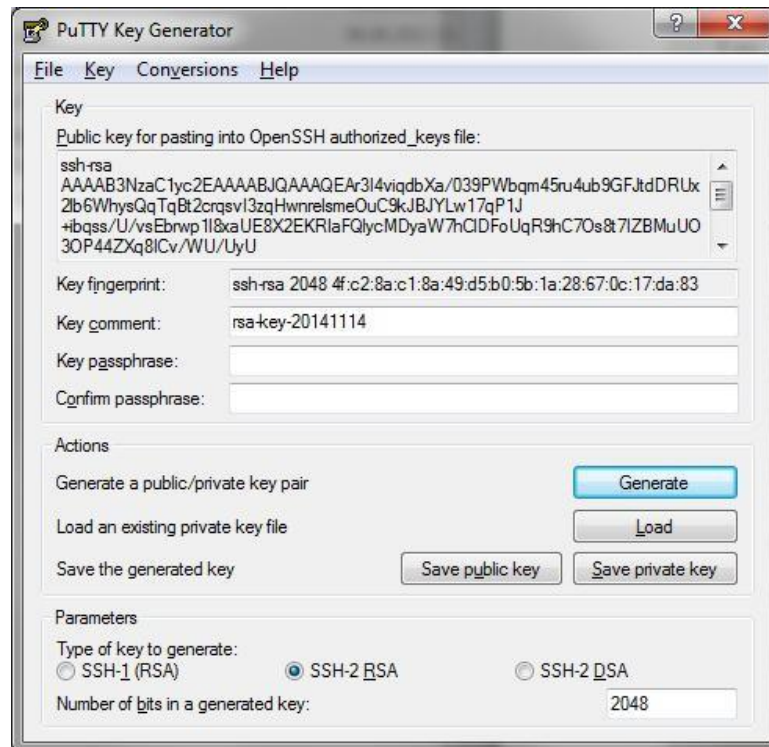 PuTTY Key Generator
File Key Conversions Help
Key
Public key for pasting into OpenSSH authorized_keys file:
ssh-rsa
AAAAB3NzaC1yc2EAAAABJQAAAQEAr3l4viqdbXa/039PWbqm45ru4ub9GFJtdDRUx
2lb6WhysQqTqBt2crqsvI3zqHwnrelsmeOuC9kJBJYLw17qP1J
+ibqss/U/vsEbrwp1l8xaUE8X2EKRlaFQlycMDyaW7hClDFoUqR9hC7Os8t7lZBMuUO
3OP44ZXq8lCv/WU/UyU
Key fingerprint: ssh-rsa 2048 4f:c2:8a:c1:8a:49:d5:b0:5b:1a:28:67:0c:17:da:83
Key comment: rsa-key-20141114
Key passphrase:
Confirm passphrase:
Actions
Generate a public/private key pair Generate
Load an existing private key file Load
Save the generated key Save public key Save private key
Parameters
Type of key to generate:
SSH-1 (RSA) SSH-2 RSA SSH-2 DSA
Number of bits in a generated key: 2048